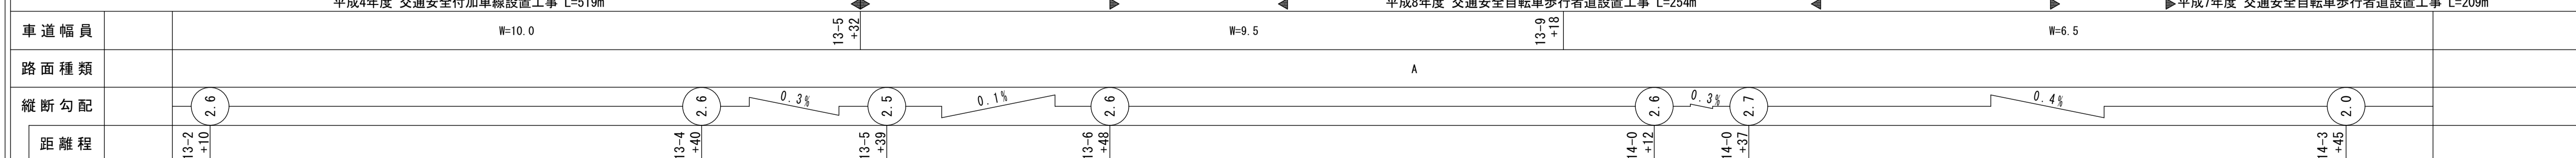 平成4年度 交通安全付加車線設置工事 L=519m
平成8年度 交通安全自転車歩行者道設置工事 L=254m
平成7年度 交通安全自転車歩行者道設置工事 L=209m
車道幅員
W=10.0
13-5
+32
W=9.5
13-9
+18
W=6.5
路面種類
A
縦断勾配
2.6
2.6
0.3%
2.5
0.1%
2.6
2.6
0.3%
2.7
0.4%
2.0
距離程
13-2
+10
13-4
+40
13-5
+39
13-6
+48
14-0
+12
14-0
+37
14-3
+45